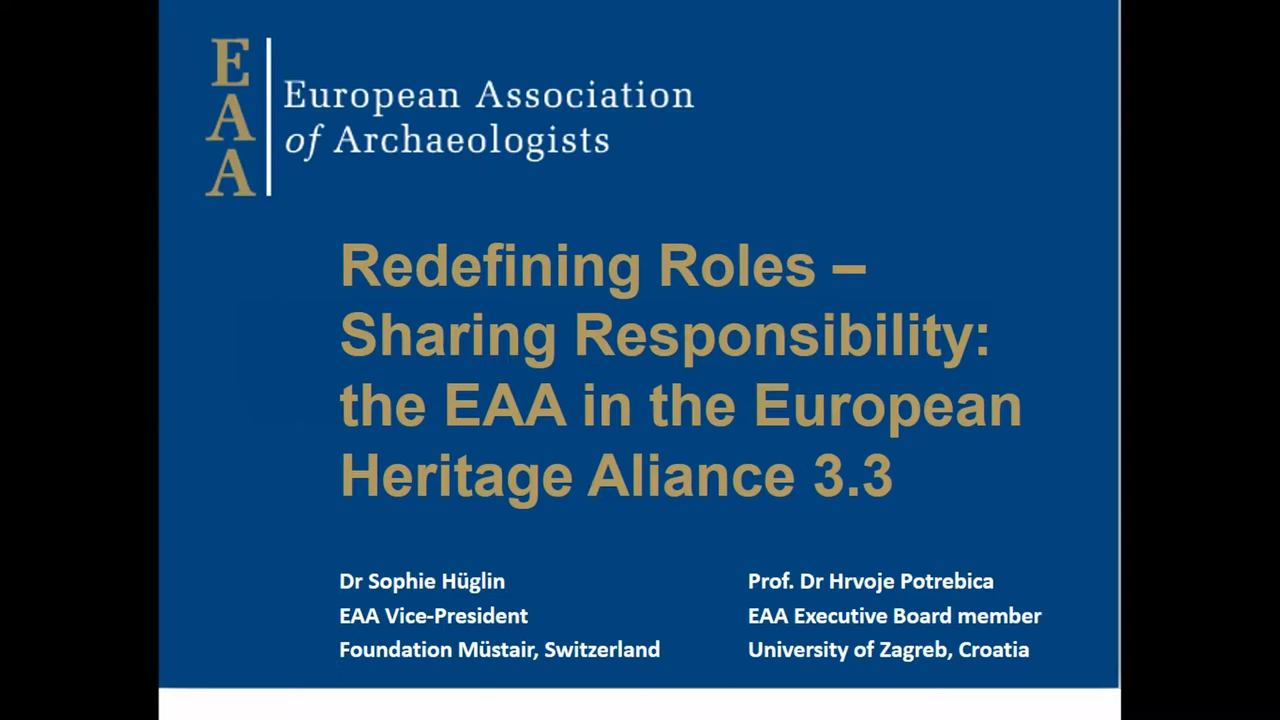 E
A
A
European Association
of Archaeologists
Redefining Roles –
Sharing Responsibility:
the EAA in the European
Heritage Aliance 3.3
Dr Sophie Hüglin
EAA Vice-President
Foundation Müstair, Switzerland
Prof. Dr Hrvoje Potrebica
EAA Executive Board member
University of Zagreb, Croatia